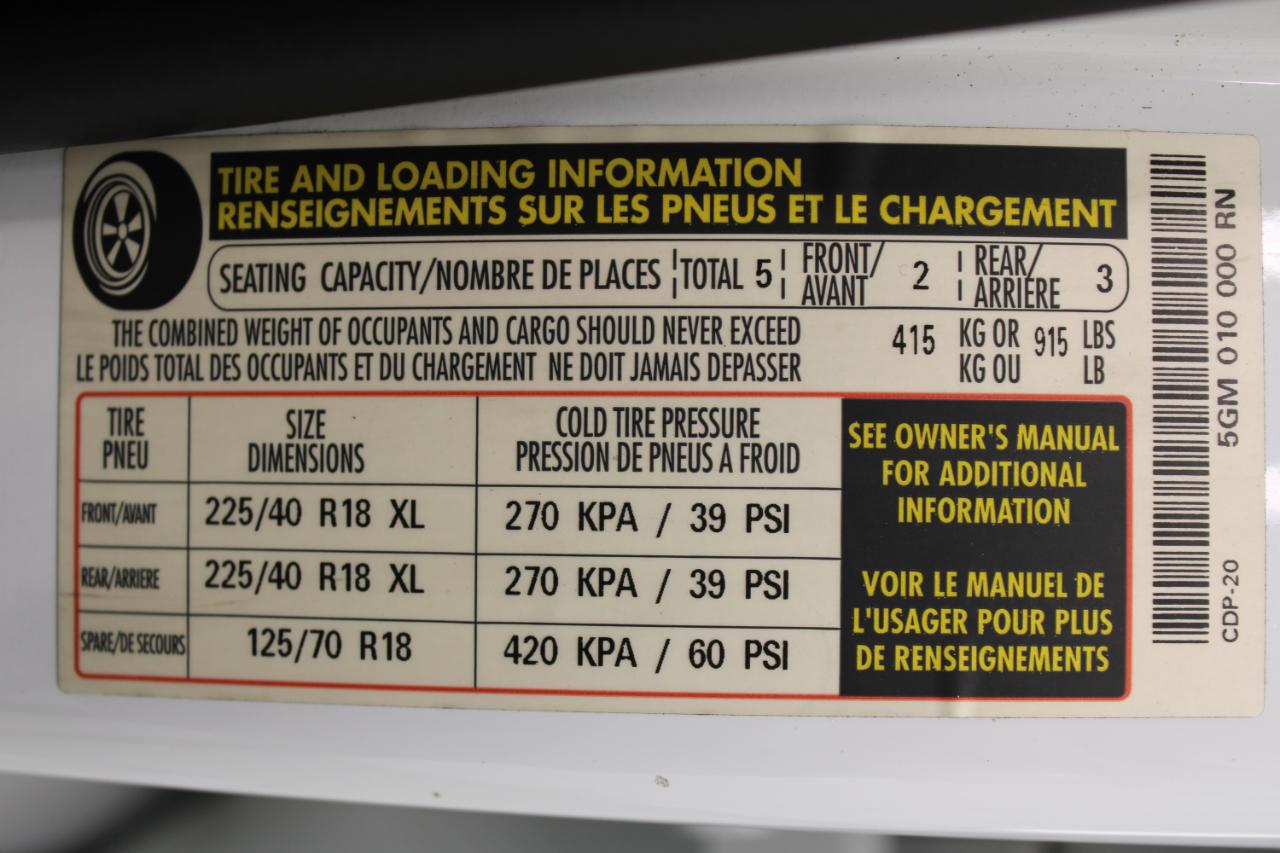 TIRE AND LOADING INFORMATION
RENSEIGNEMENTS SUR LES PNEUS ET LE CHARGEMENT
SEATING CAPACITY/NOMBRE DE PLACES TOTAL 5 FRONT/AVANT 2 REAR/ARRIÈRE 3
THE COMBINED WEIGHT OF OCCUPANTS AND CARGO SHOULD NEVER EXCEED 415 KG OR 915 LBS
LE POIDS TOTAL DES OCCUPANTS ET DU CHARGEMENT NE DOIT JAMAIS DEPASSER KG OU LB
TIRE SIZE COLD TIRE PRESSURE
PNEU DIMENSIONS PRESSION DE PNEUS A FROID
FRONT/AVANT 225/40 R18 XL 270 KPA / 39 PSI
REAR/ARRIERE 225/40 R18 XL 270 KPA / 39 PSI
SPARE/DE SECOURS 125/70 R18 420 KPA / 60 PSI
SEE OWNER'S MANUAL
FOR ADDITIONAL
INFORMATION
VOIR LE MANUEL DE
L'USAGER POUR PLUS
DE RENSEIGNEMENTS
5GM 010 000 RN
CDP-20